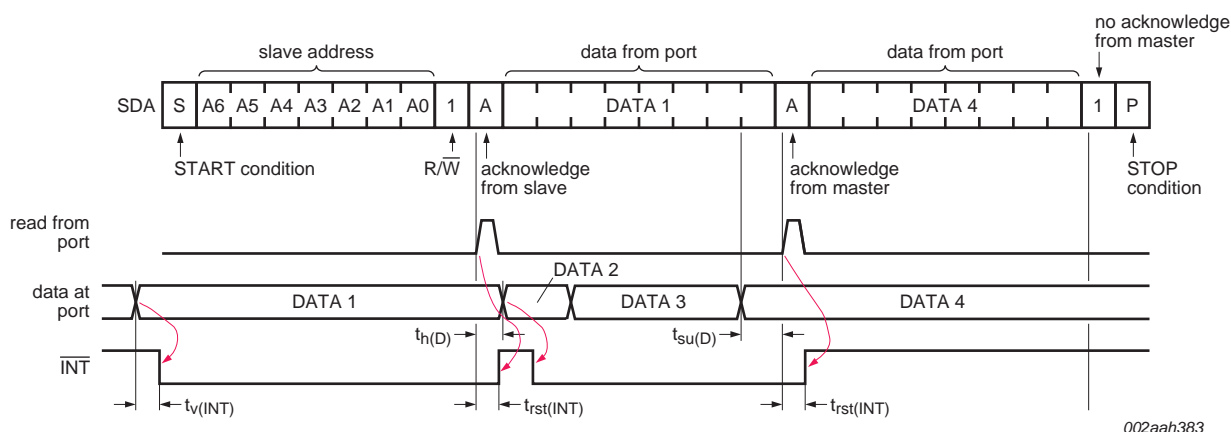 no acknowledge
from master
slave address
data from port
data from port
SDA S A6 A5 A4 A3 A2 A1 A0 1 A DATA 1 A DATA 4 1 P
START condition
R/W̅
acknowledge
from slave
acknowledge
from master
STOP
condition
read from
port
DATA 2
data at
port
DATA 1
DATA 3
DATA 4
th(D)
tsu(D)
I̅N̅T̅
tv(INT)
trst(INT)
trst(INT)
002aah383